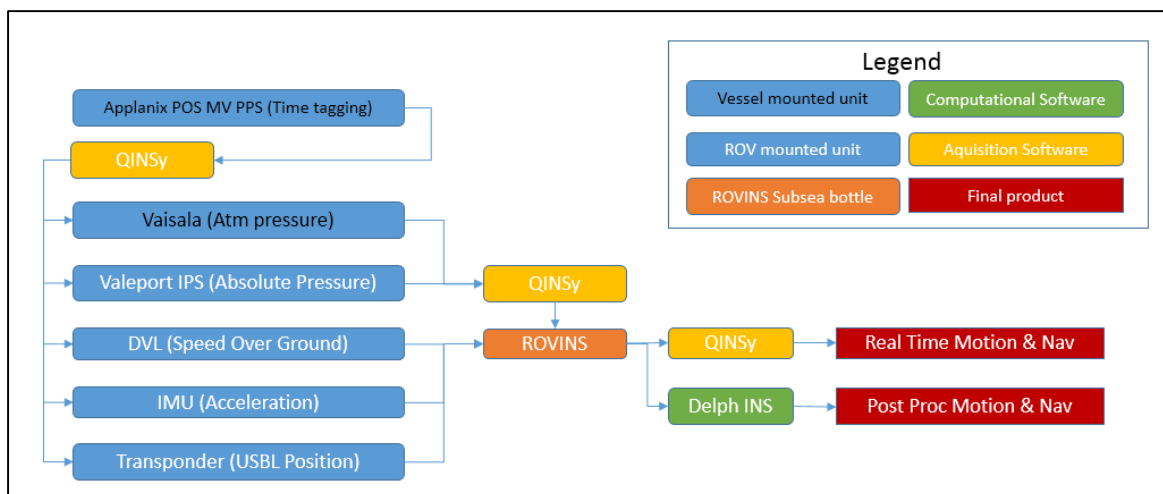 Legend
Applanix POS MV PPS (Time tagging)
Vessel mounted unit
Computational Software
QINSy
ROV mounted unit
Aquisition Software
ROVINS Subsea bottle
Final product
Vaisala (Atm pressure)
Valeport IPS (Absolute Pressure)
QINSy
DVL (Speed Over Ground)
ROVINS
QINSy
Real Time Motion & Nav
IMU (Acceleration)
Delph INS
Post Proc Motion & Nav
Transponder (USBL Position)